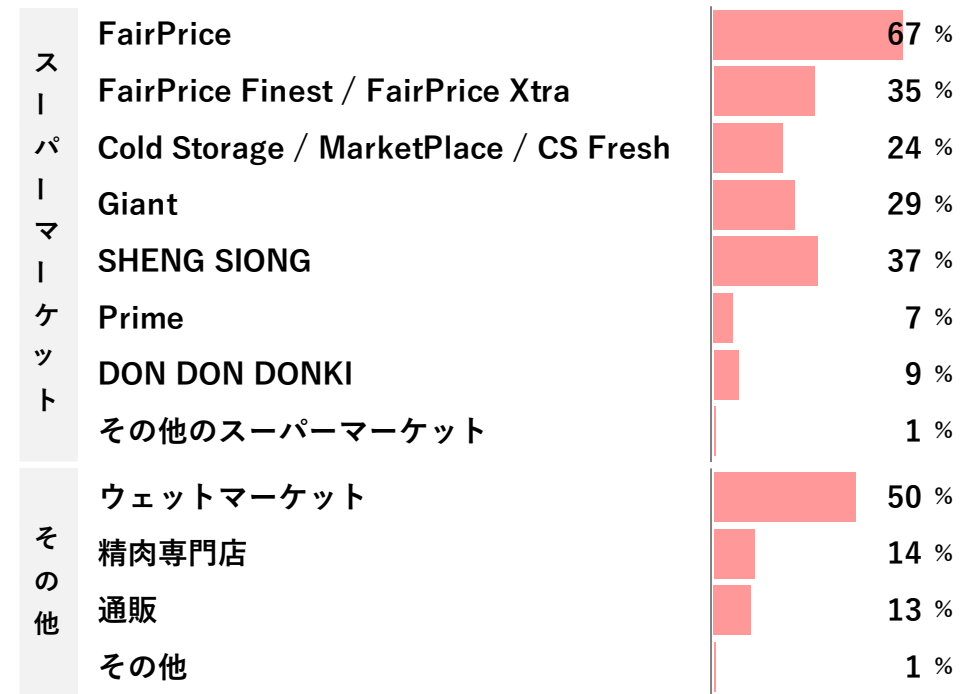 スーパーマーケット
FairPrice 67 %
FairPrice Finest / FairPrice Xtra 35 %
Cold Storage / MarketPlace / CS Fresh 24 %
Giant 29 %
SHENG SIONG 37 %
Prime 7 %
DON DON DONKI 9 %
その他のスーパーマーケット 1 %
その他
ウェットマーケット 50 %
精肉専門店 14 %
通販 13 %
その他 1 %